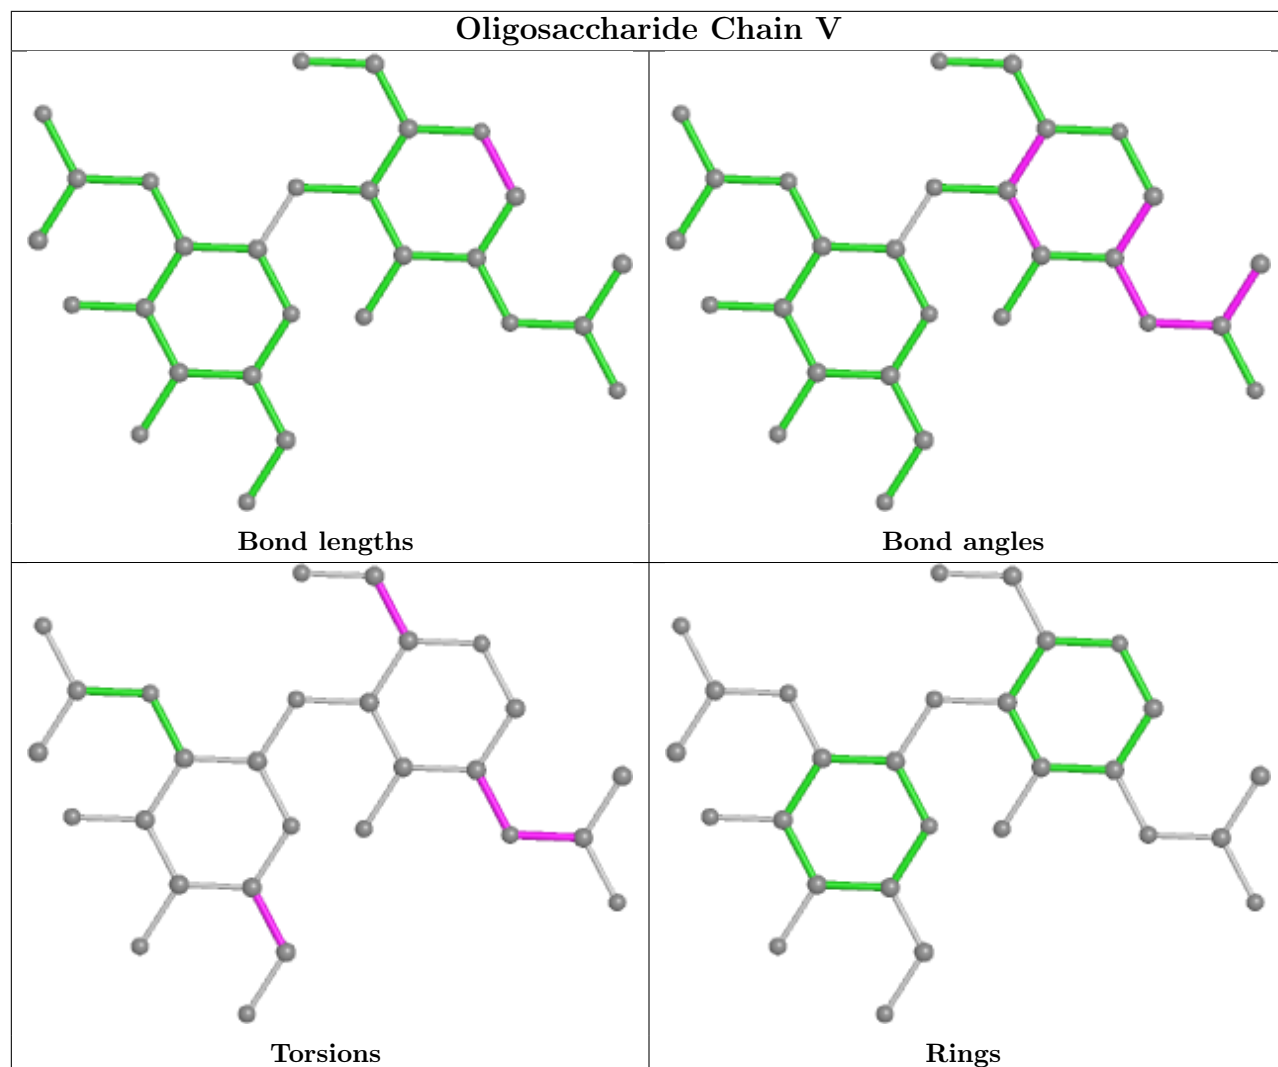 Oligosaccharide Chain V
Bond lengths
Bond angles
Torsions
Rings